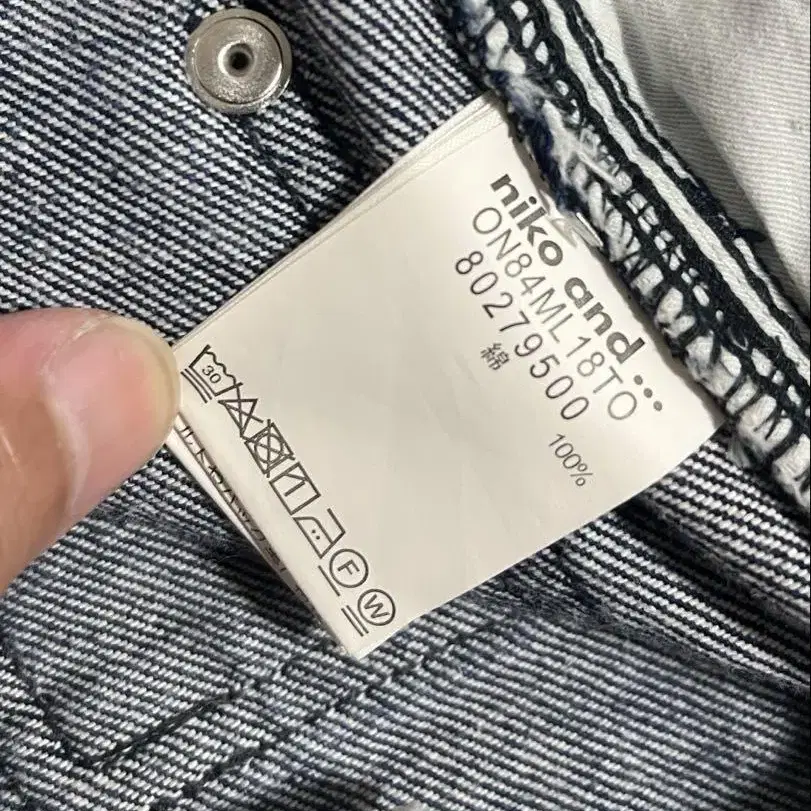 niko and...
ON84ML18TO
80279500
綿 100%
30
F
W